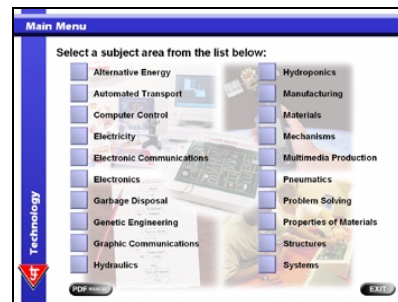 Main Menu
Select a subject area from the list below:
Alternative Energy
Automated Transport
Computer Control
Electricity
Electronic Communications
Electronics
Garbage Disposal
Genetic Engineering
Graphic Communications
Hydraulics
Hydroponics
Manufacturing
Materials
Mechanisms
Multimedia Production
Pneumatics
Problem Solving
Properties of Materials
Structures
Systems
Technology
PDF MANUAL
EXIT